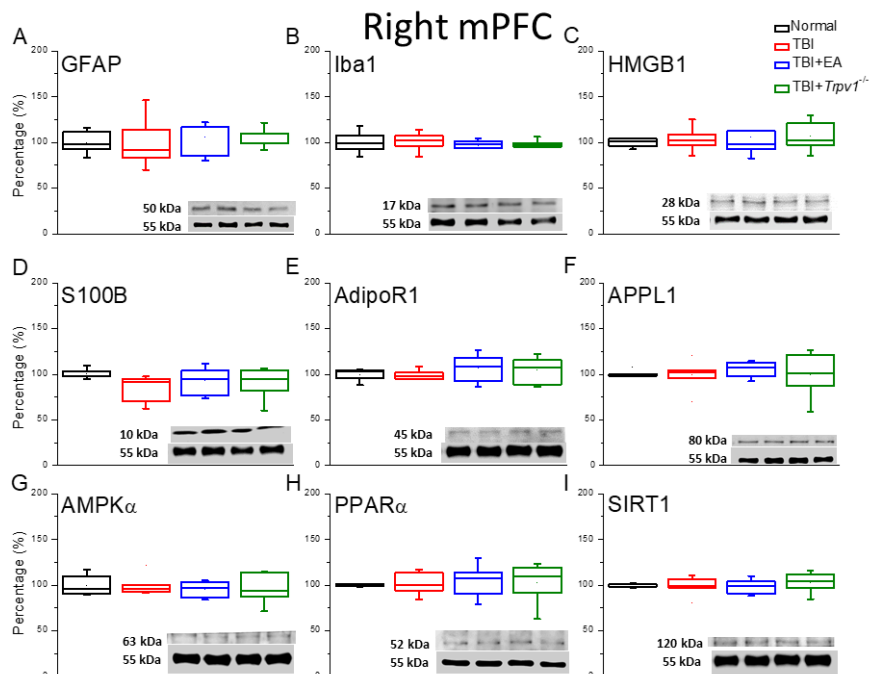 Right mPFC
Normal
TBI
TBI+EA
TBI+Trpv1-/-
A
GFAP
Percentage (%)
200
150
100
50
0
50 kDa
55 kDa
B
Iba1
200
150
100
50
0
17 kDa
55 kDa
C
HMGB1
200
150
100
50
0
28 kDa
55 kDa
D
S100B
Percentage (%)
200
150
100
50
0
10 kDa
55 kDa
E
AdipoR1
200
150
100
50
0
45 kDa
55 kDa
F
APPL1
200
150
100
50
0
80 kDa
55 kDa
G
AMPKα
Percentage (%)
200
150
100
50
0
63 kDa
55 kDa
H
PPARα
200
150
100
50
0
52 kDa
55 kDa
I
SIRT1
200
150
100
50
0
120 kDa
55 kDa